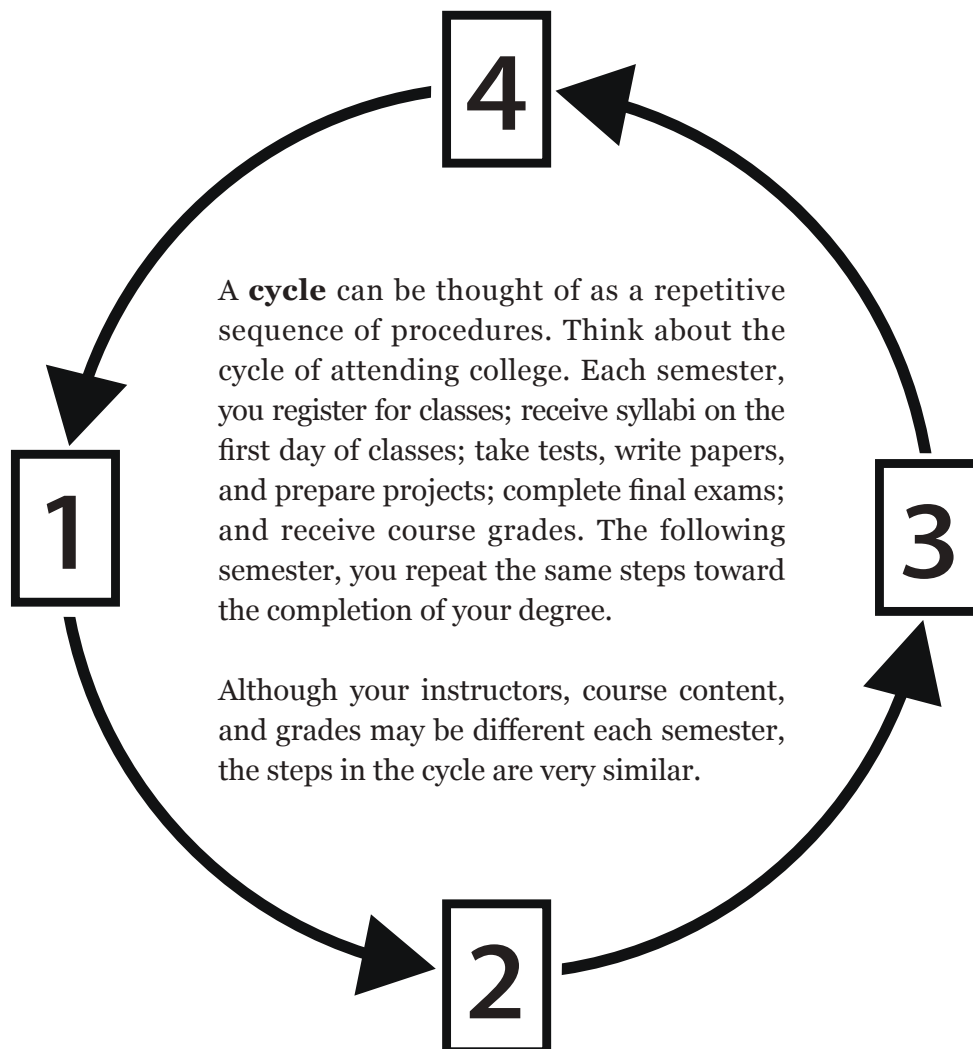 4
A cycle can be thought of as a repetitive
sequence of procedures. Think about the
cycle of attending college. Each semester,
you register for classes; receive syllabi on the
first day of classes; take tests, write papers,
and prepare projects; complete final exams;
and receive course grades. The following
semester, you repeat the same steps toward
the completion of your degree.
Although your instructors, course content,
and grades may be different each semester,
the steps in the cycle are very similar.
1
3
2